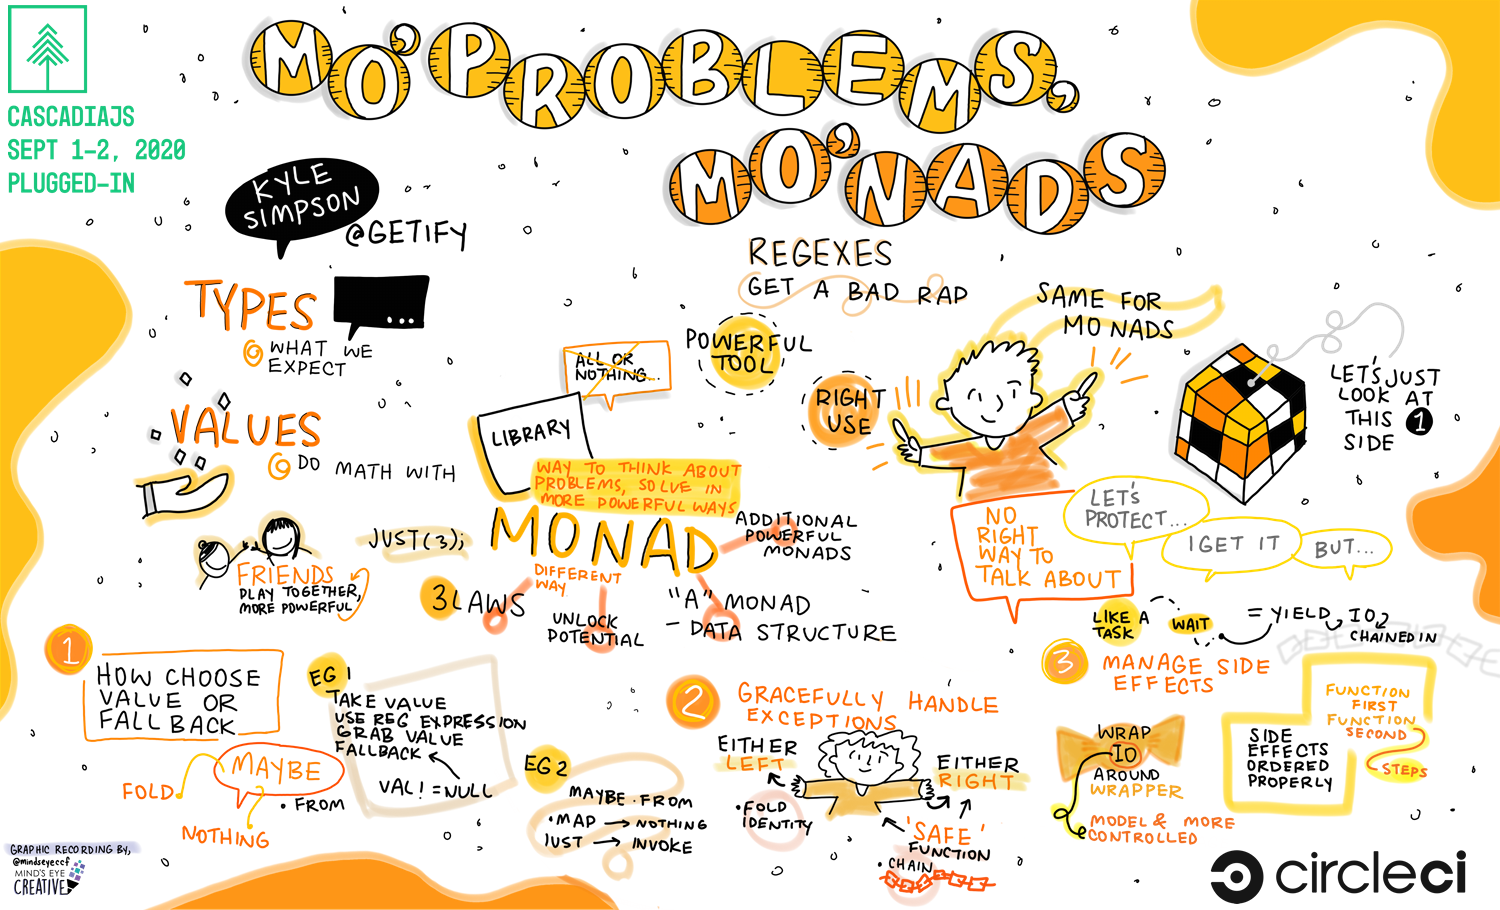 CASCADIAJS
SEPT 1-2, 2020
PLUGGED-IN
MO' PROBLEMS,
MO' NADS
KYLE
SIMPSON
@GETIFY
TYPES
...
WHAT WE
EXPECT
VALUES
DO MATH WITH
FRIENDS
PLAY TOGETHER,
MORE POWERFUL
REGEXES
GET A BAD RAP
SAME FOR
MONADS
POWERFUL
TOOL
RIGHT
USE
ALL OR
NOTHING...
LIBRARY
WAY TO THINK ABOUT
PROBLEMS, SOLVE IN
MORE POWERFUL WAYS
JUST(3);
MONAD
ADDITIONAL
POWERFUL
MONADS
DIFFERENT
WAY
3 LAWS
UNLOCK
POTENTIAL
"A" MONAD
- DATA STRUCTURE
LET'S JUST
LOOK AT
THIS 1
SIDE
NO
RIGHT
WAY TO
TALK ABOUT
LET'S
PROTECT...
I GET IT
BUT...
1
HOW CHOOSE
VALUE OR
FALLBACK
FOLD
MAYBE
• FROM
NOTHING
EG 1
TAKE VALUE
USE REG EXPRESSION
GRAB VALUE
FALLBACK
VAL! = NULL
EG 2
MAYBE.FROM
•MAP → NOTHING
JUST → INVOKE
2
GRACEFULLY HANDLE
EXCEPTIONS
EITHER
LEFT
•FOLD
IDENTITY
EITHER
RIGHT
'SAFE'
FUNCTION
•CHAIN
LIKE A
TASK
WAIT
= YIELD IO
CHAINED IN
3
MANAGE SIDE
EFFECTS
WRAP
IO
AROUND
WRAPPER
MODEL & MORE
CONTROLLED
FUNCTION
FIRST
FUNCTION
SECOND
STEPS
SIDE
EFFECTS
ORDERED
PROPERLY
GRAPHIC RECORDING BY,
@mindseyeccf
MIND'S EYE
CREATIVE
circleci